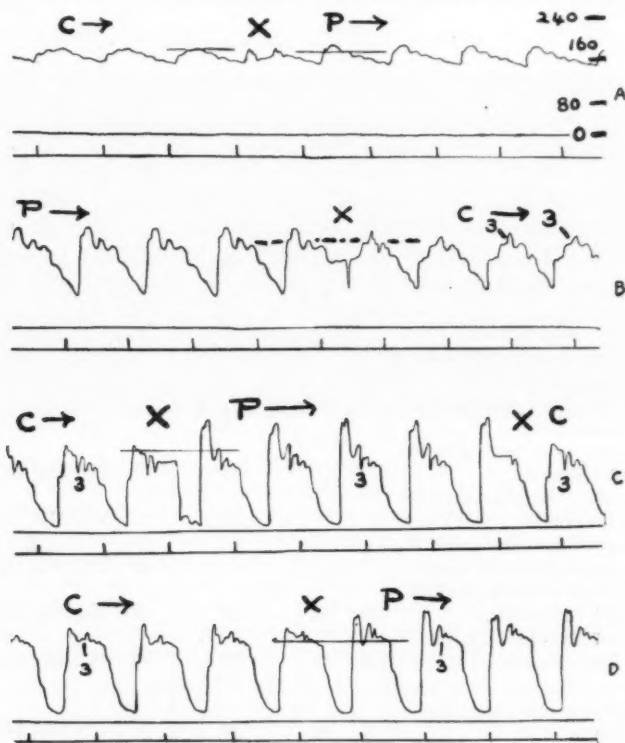 C → X P → 240
160
A
80
0
P → X C → 3 3
B
C → X P → X C
3 3 3
C
C → X P →
3 3
D